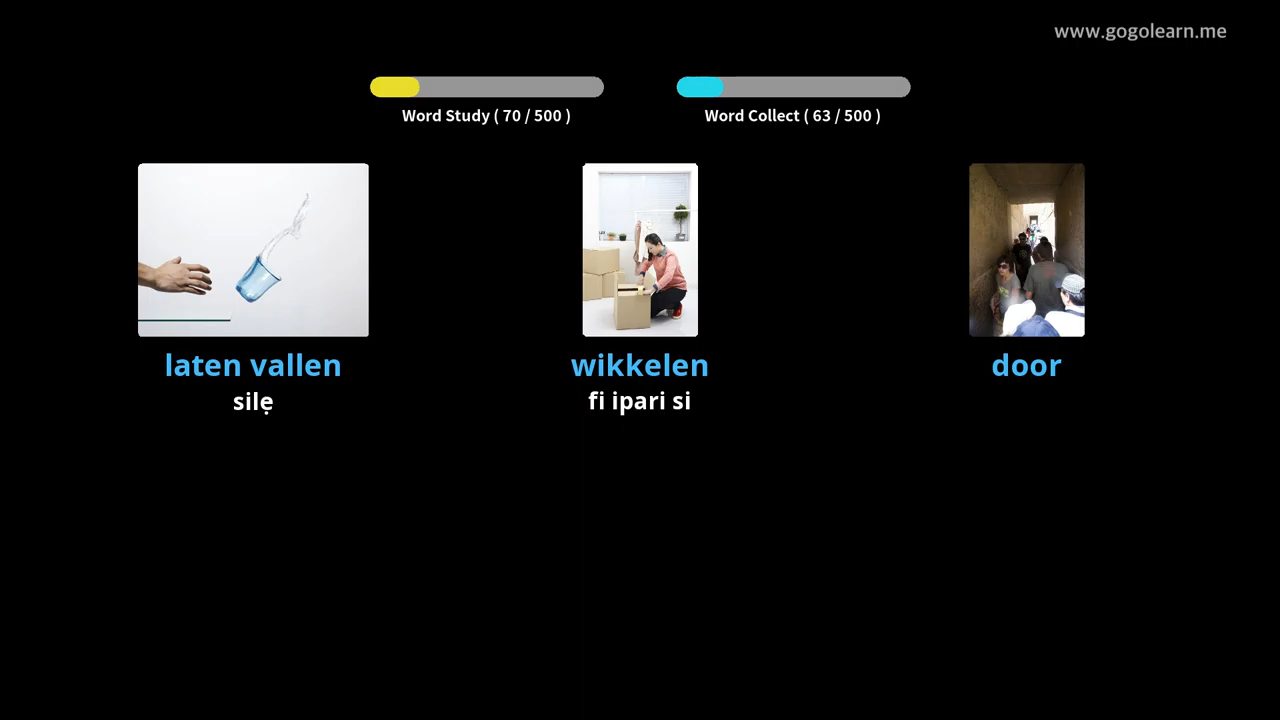 www.gogolearn.me
Word Study ( 70 / 500 )
Word Collect ( 63 / 500 )
laten vallen
wikkelen
door
silẹ
fi ipari si